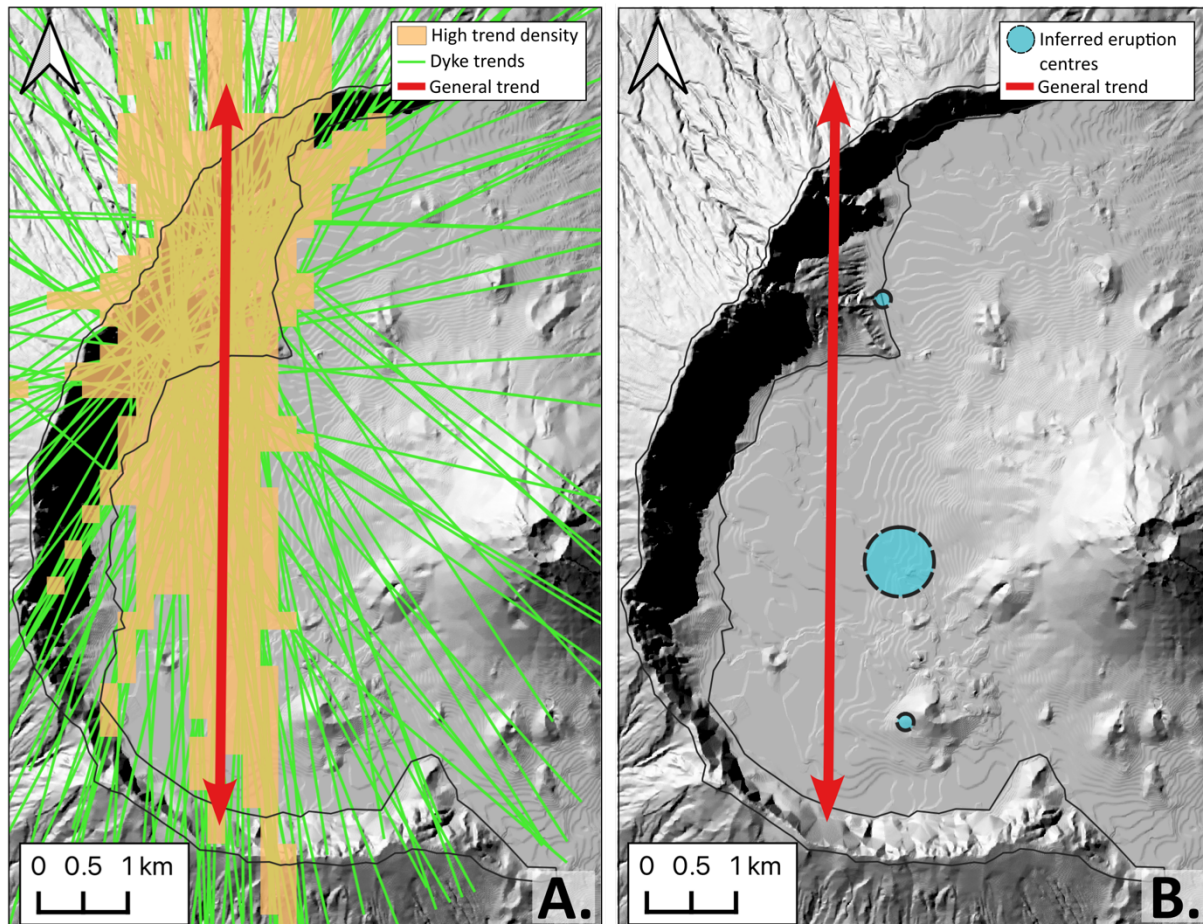 High trend density
Dyke trends
General trend
0 0.5 1 km
A.
Inferred eruption
centres
General trend
0 0.5 1 km
B.